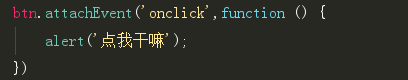 btn.attachEvent('onclick',function () {
    alert('点我干嘛');
})